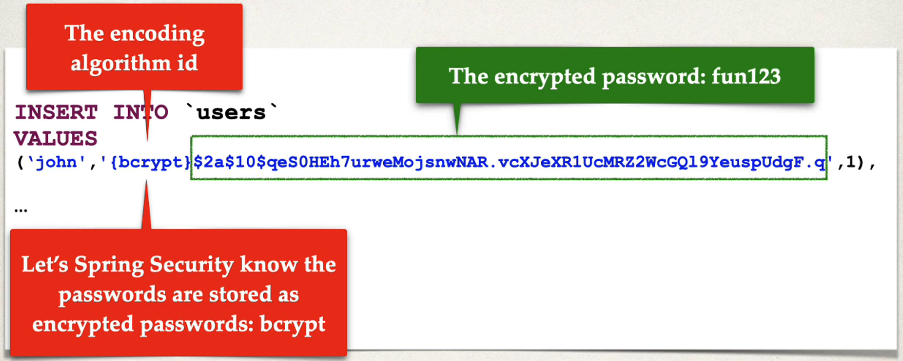 The encoding
algorithm id
The encrypted password: fun123
INSERT INTO `users`
VALUES
(‘john','{bcrypt}$2a$10$qeS0HEh7urweMojsnwNAR.vcXJeXR1UcMRZ2WcGQl9YeuspUdgF.q',1),
…
Let’s Spring Security know the
passwords are stored as
encrypted passwords: bcrypt